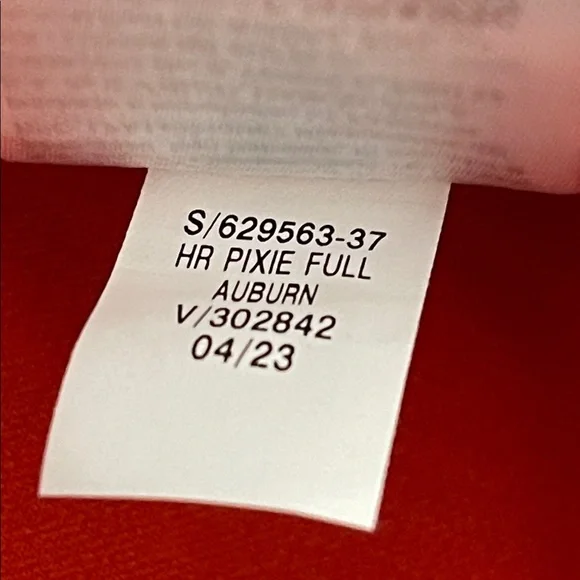 S/629563-37
HR PIXIE FULL
AUBURN
V/302842
04/23